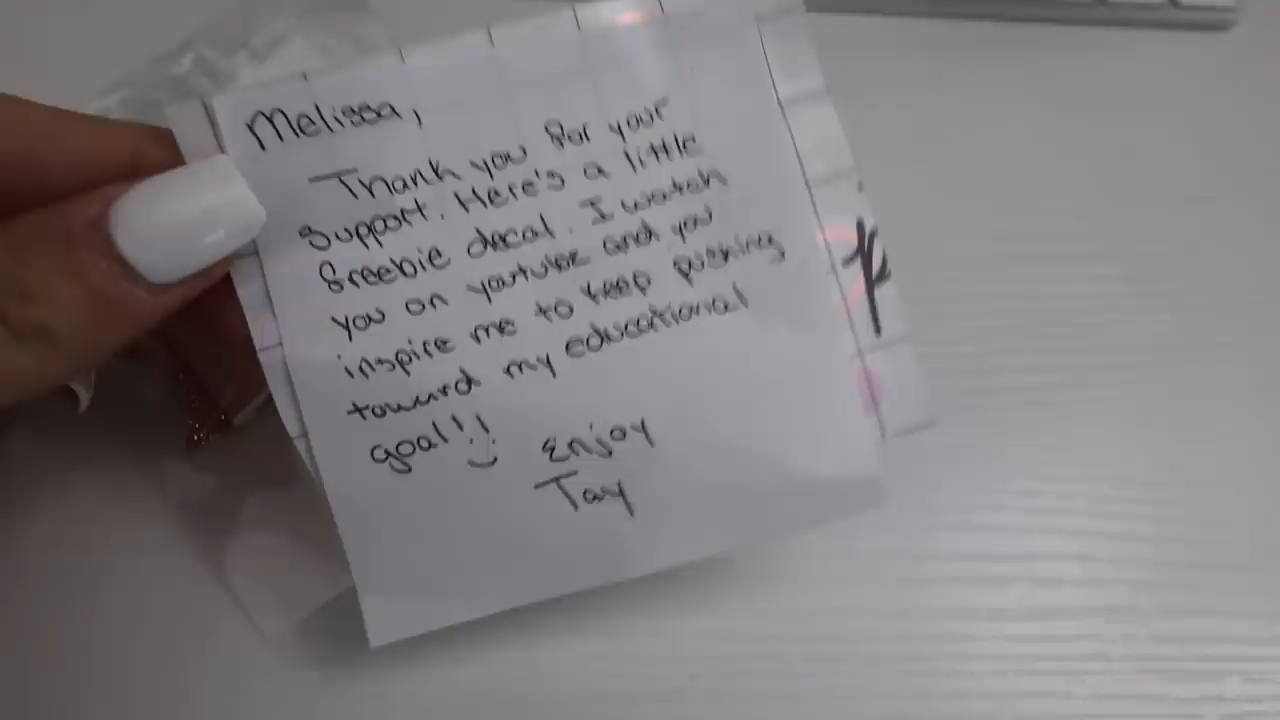 Melissa,
Thank you for your
support. Here's a little
freebie decal. I watch
you on youtube and you
inspire me to keep pushing
toward my educational
goal!!
Enjoy
Tay